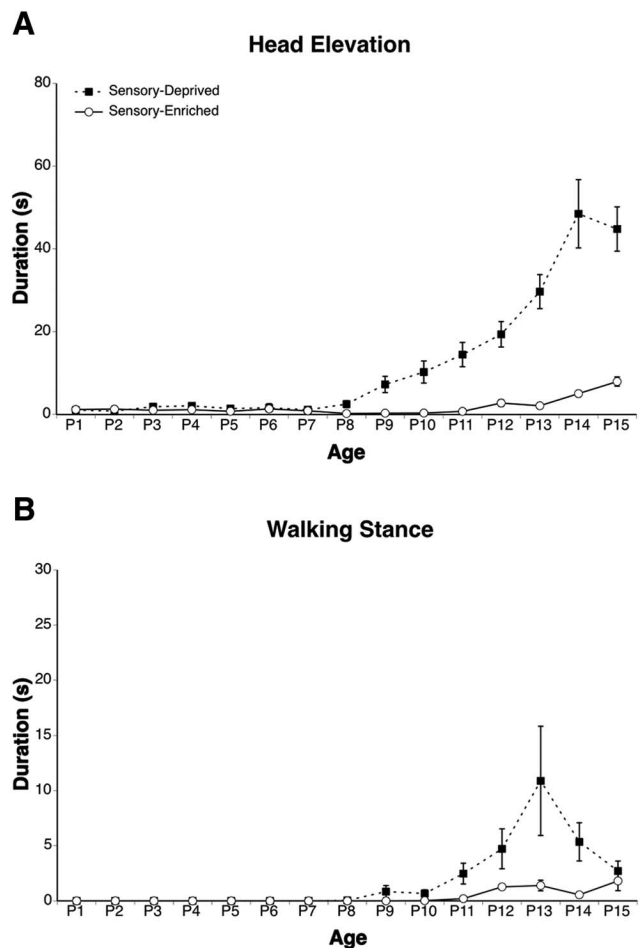 A
Head Elevation
80
60
40
20
0
Duration (s)
Sensory-Deprived
Sensory-Enriched
P1 P2 P3 P4 P5 P6 P7 P8 P9 P10 P11 P12 P13 P14 P15
Age
B
Walking Stance
30
25
20
15
10
5
0
Duration (s)
P1 P2 P3 P4 P5 P6 P7 P8 P9 P10 P11 P12 P13 P14 P15
Age